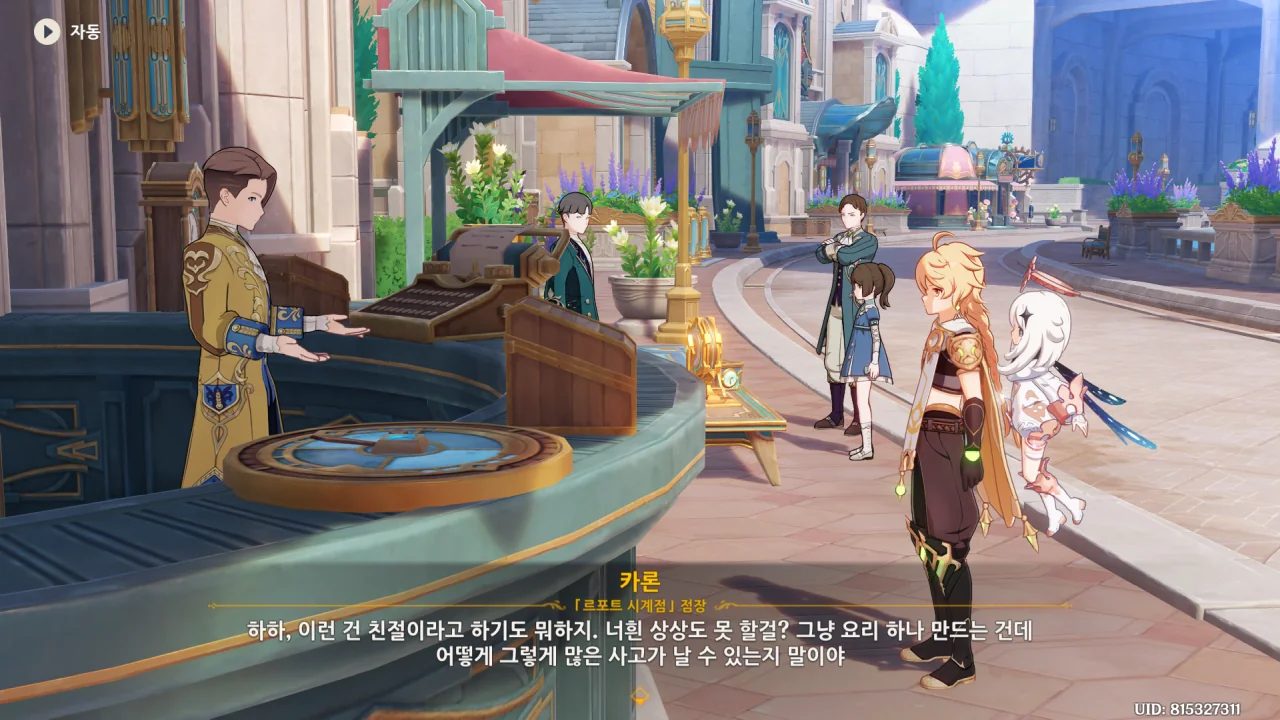 자동
카론
「르포트 시계점」 점장
하하, 이런 건 친절이라고 하기도 뭐하지. 너흰 상상도 못 할걸? 그냥 요리 하나 만드는 건데
어떻게 그렇게 많은 사고가 날 수 있는지 말이야
UID: 815327311